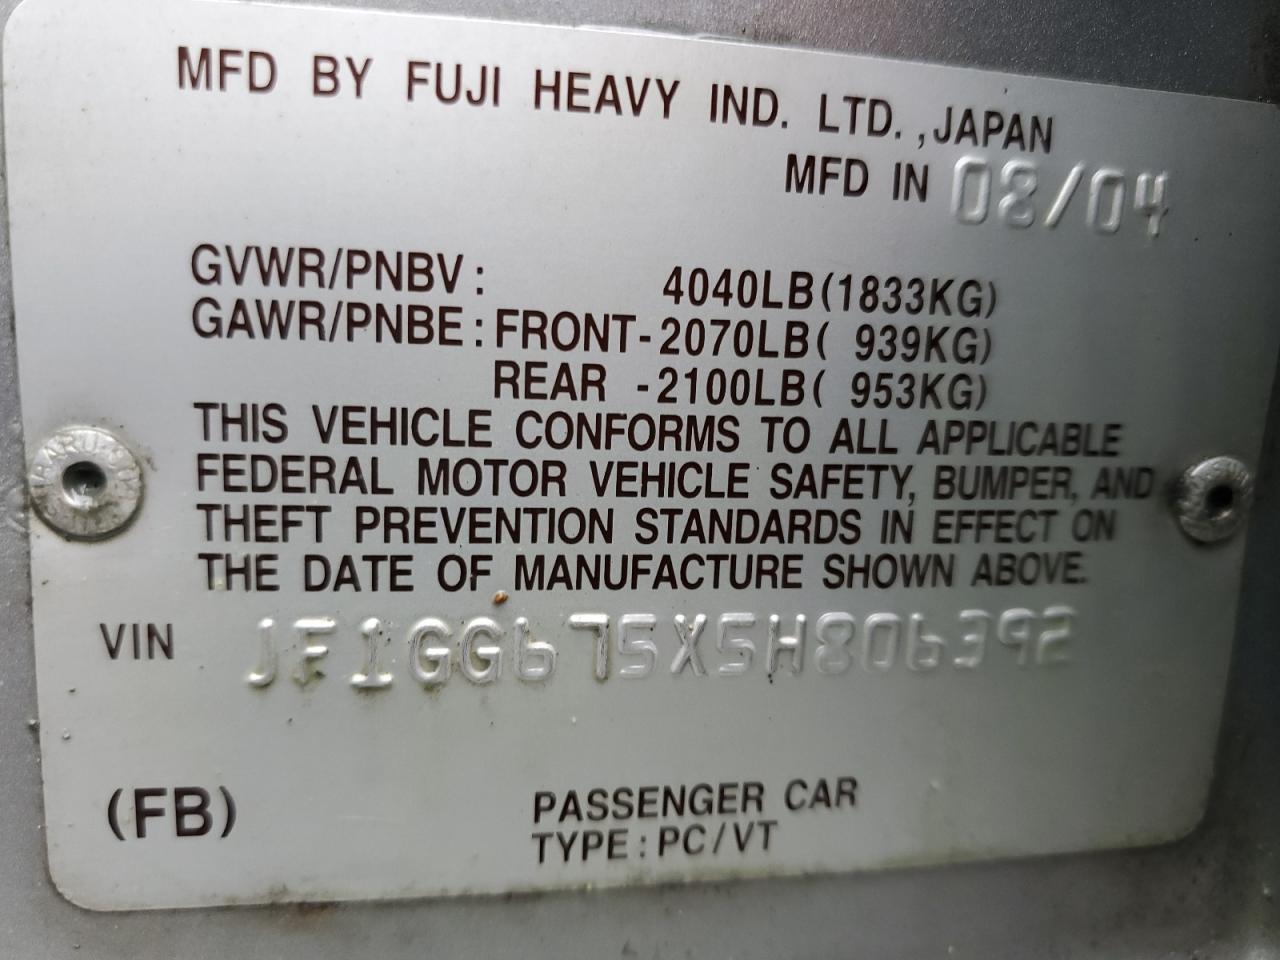 MFD BY FUJI HEAVY IND. LTD., JAPAN
MFD IN 08/04
GVWR/PNBV: 4040LB(1833KG)
GAWR/PNBE: FRONT-2070LB( 939KG)
REAR -2100LB( 953KG)
THIS VEHICLE CONFORMS TO ALL APPLICABLE
FEDERAL MOTOR VEHICLE SAFETY, BUMPER, AND
THEFT PREVENTION STANDARDS IN EFFECT ON
THE DATE OF MANUFACTURE SHOWN ABOVE.
VIN JF1GG675X5H806392
(FB) PASSENGER CAR
TYPE: PC/VT